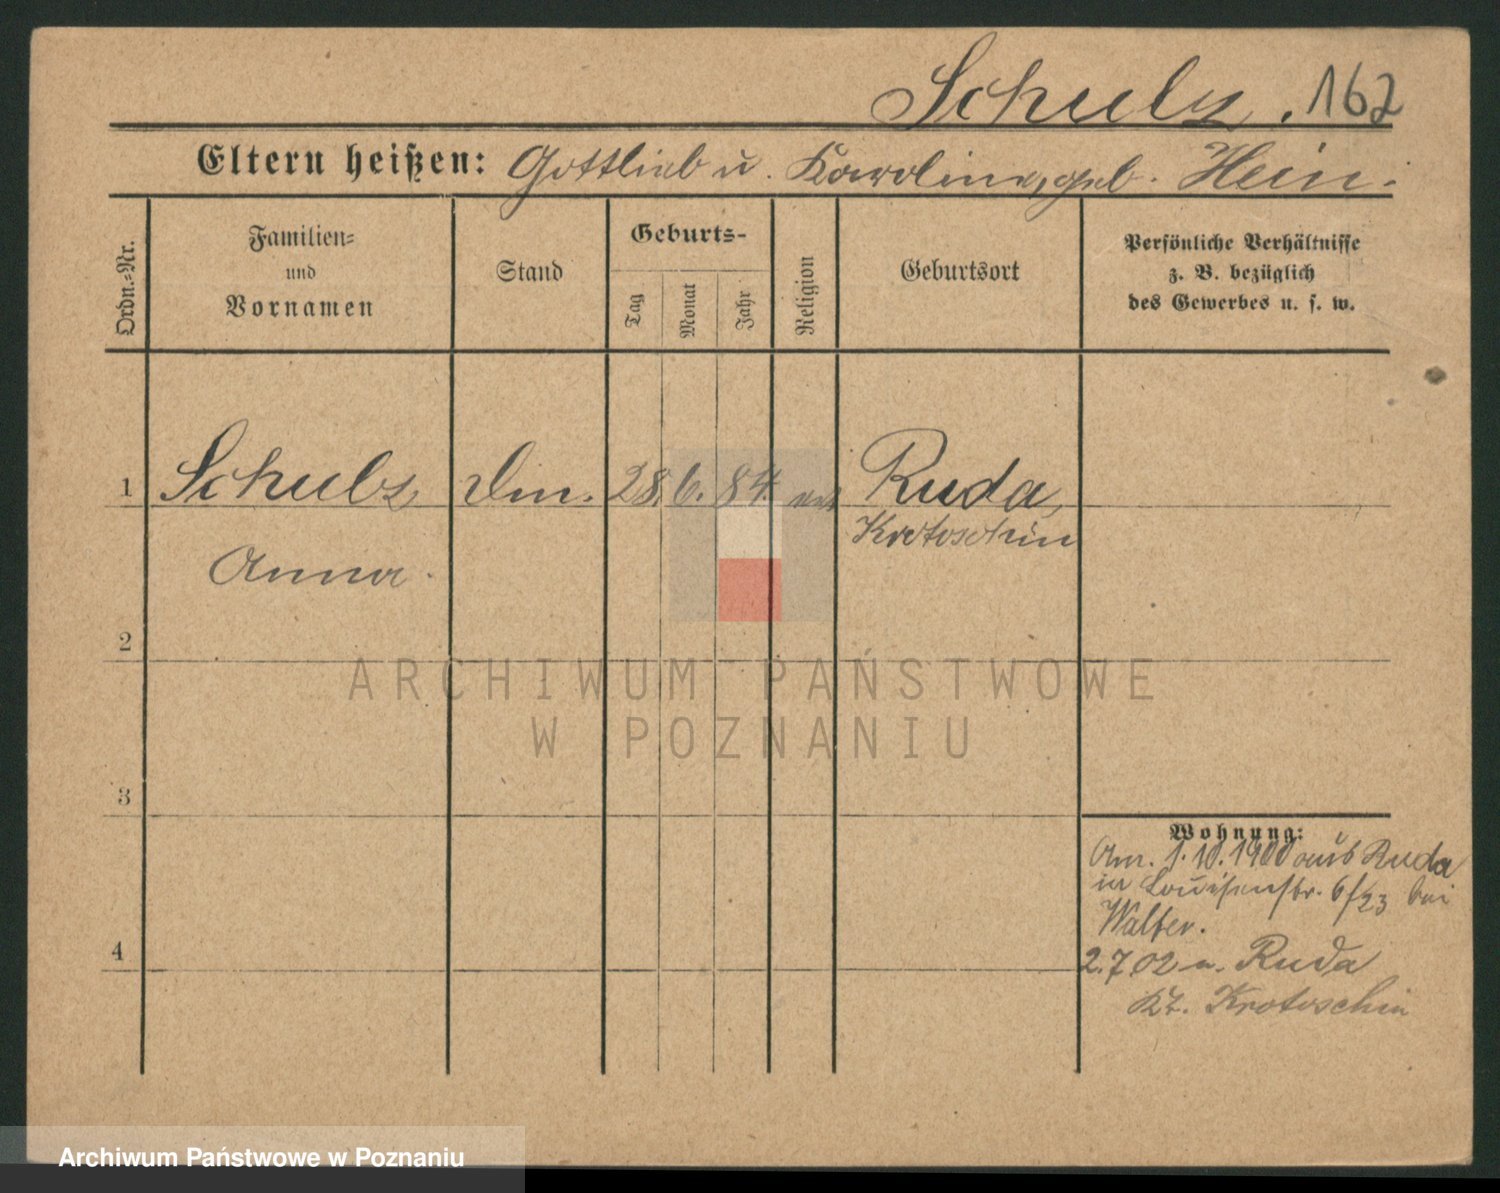 Schulz. 162
Eltern heißen: Gottlieb u. Karoline, geb. Hein.
Ordn.-Nr.
Familien-
und
Vornamen
Stand
Geburts-
Tag
Monat
Jahr
Religion
Geburtsort
Persönliche Verhältnisse
z. B. bezüglich
des Gewerbes u. s. w.
1 Schulz Dm. 28. 6. 84. Ruda,
Krotoschin
Anna.
2
ARCHIWUM PAŃSTWOWE
W POZNANIU
3
Wohnung:
Am. 1.10.1900 aus Ruda
in Louisenstr. 6/23 bei
Walter.
4
2.7 02 n. Ruda
Kr. Krotoschin
Archiwum Państwowe w Poznaniu